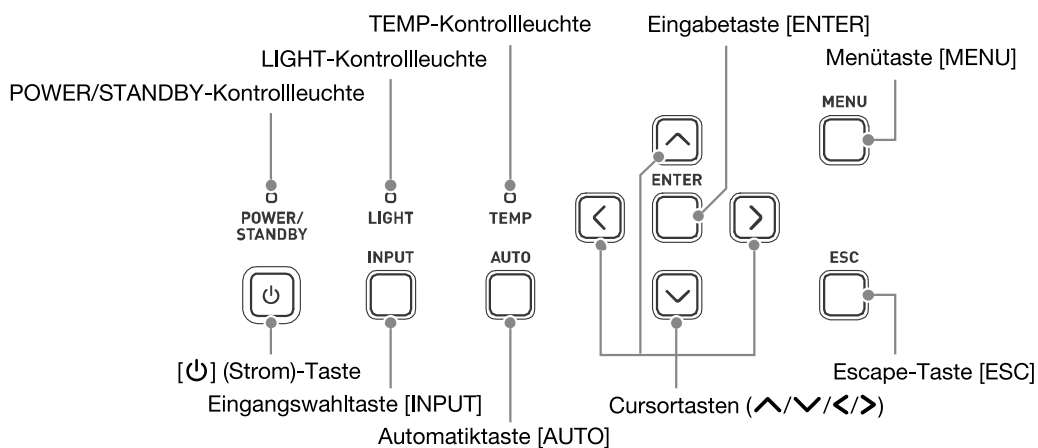 TEMP-Kontrollleuchte
Eingabetaste [ENTER]
LIGHT-Kontrollleuchte
Menütaste [MENU]
POWER/STANDBY-Kontrollleuchte
MENU
ENTER
POWER/
STANDBY
LIGHT
TEMP
INPUT
AUTO
ESC
[⏻] (Strom)-Taste
Escape-Taste [ESC]
Eingangswahltaste [INPUT]
Cursortasten (∧/∨/</>)
Automatiktaste [AUTO]